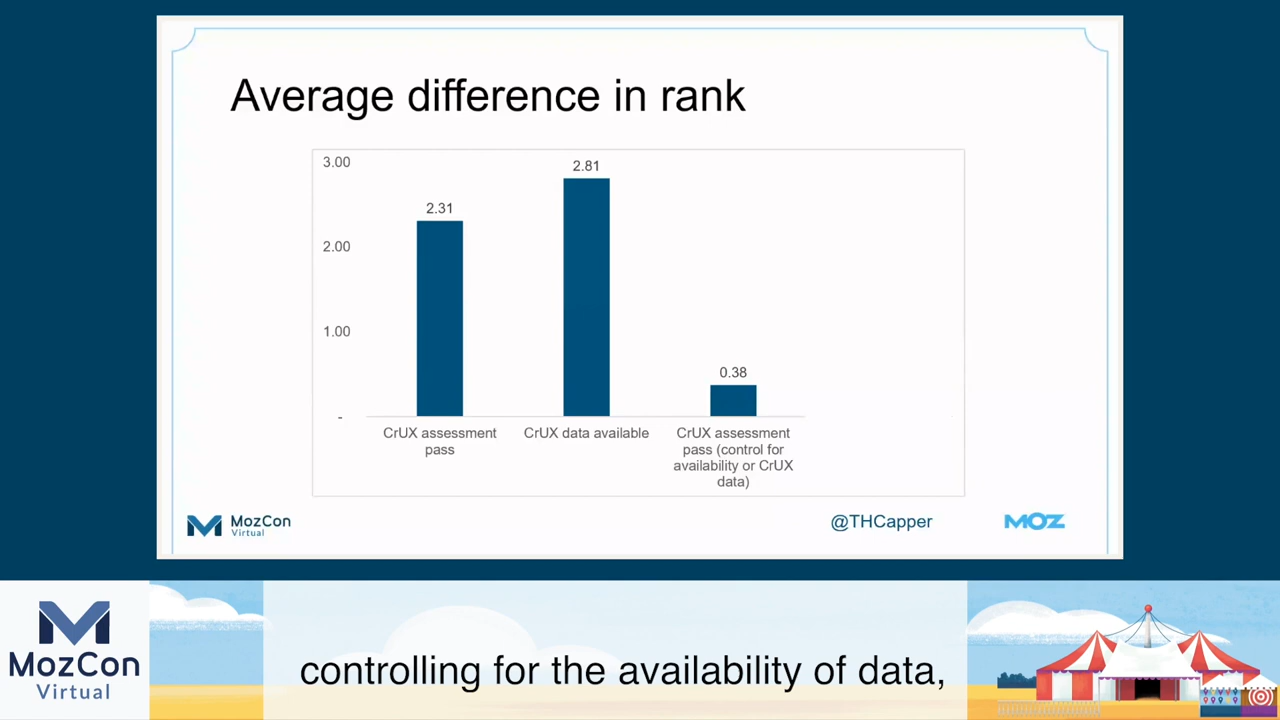 Average difference in rank
3.00
2.81
2.31
2.00
1.00
0.38
-
CrUX assessment
pass
CrUX data available
CrUX assessment
pass (control for
availability or CrUX
data)
MozCon
Virtual
@THCapper
MOZ
MozCon
Virtual
controlling for the availability of data,